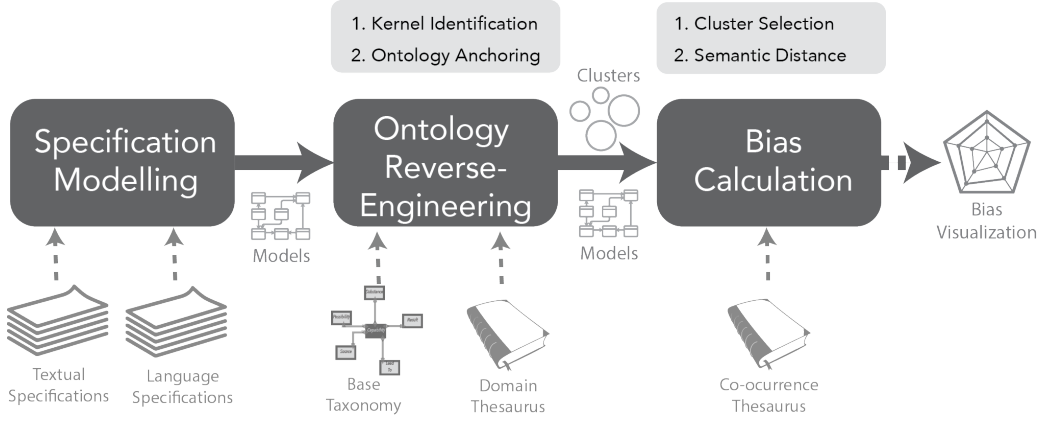 1. Kernel Identification
2. Ontology Anchoring
1. Cluster Selection
2. Semantic Distance
Clusters
Specification
Modelling
Ontology
Reverse-
Engineering
Bias
Calculation
Models
Models
Bias
Visualization
Textual
Specifications
Language
Specifications
Base
Taxonomy
Domain
Thesaurus
Co-ocurrence
Thesaurus